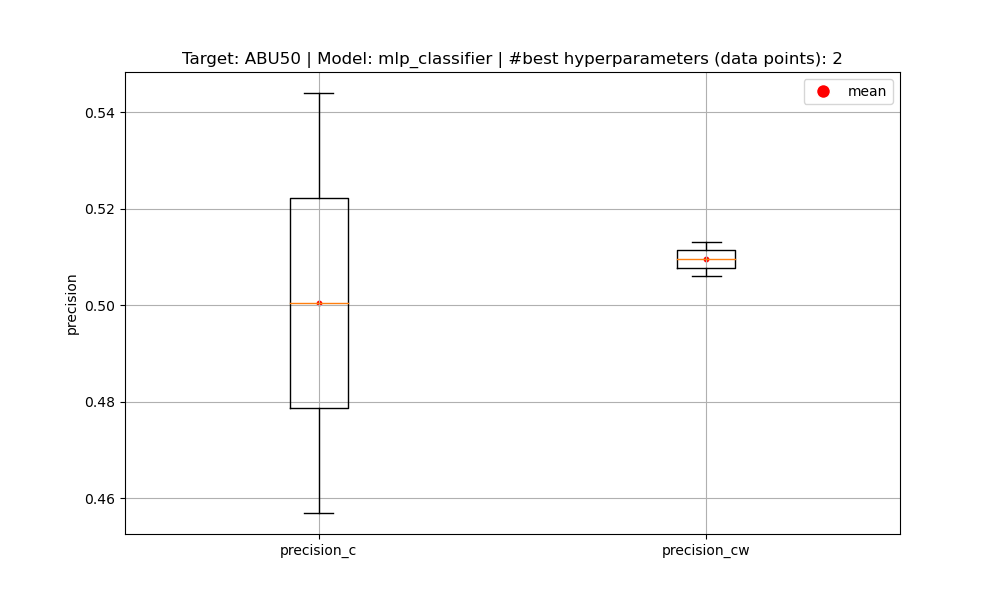 Target: ABU50 | Model: mlp_classifier | #best hyperparameters (data points): 2
mean
0.54
0.52
0.50
0.48
0.46
precision
precision_c
precision_cw